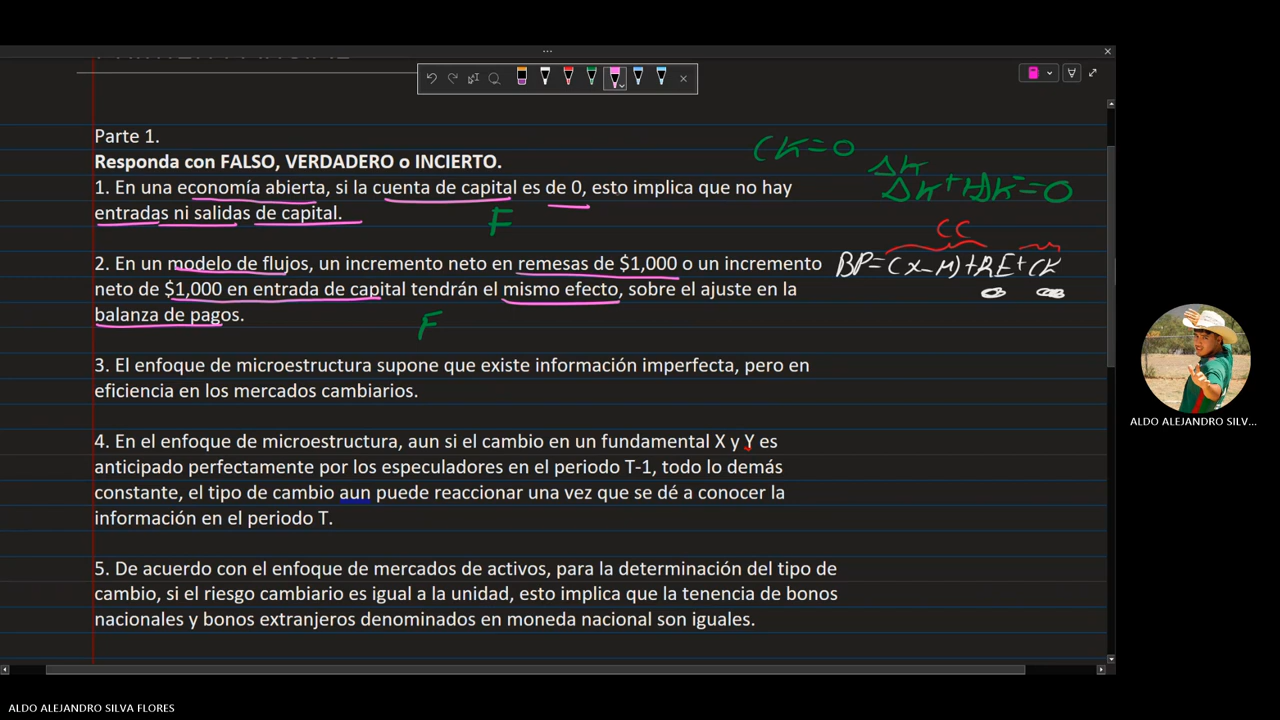 Parte 1.
Responda con FALSO, VERDADERO o INCIERTO.
CK=0
ΔK
1. En una economía abierta, si la cuenta de capital es de 0, esto implica que no hay
entradas ni salidas de capital.
F
CC
2. En un modelo de flujos, un incremento neto en remesas de $1,000 o un incremento
BP=(X-M)+RE+CK
neto de $1,000 en entrada de capital tendrán el mismo efecto, sobre el ajuste en la
balanza de pagos.
F
3. El enfoque de microestructura supone que existe información imperfecta, pero en
eficiencia en los mercados cambiarios.
4. En el enfoque de microestructura, aun si el cambio en un fundamental X y Y es
anticipado perfectamente por los especuladores en el periodo T-1, todo lo demás
constante, el tipo de cambio aun puede reaccionar una vez que se dé a conocer la
información en el periodo T.
5. De acuerdo con el enfoque de mercados de activos, para la determinación del tipo de
cambio, si el riesgo cambiario es igual a la unidad, esto implica que la tenencia de bonos
nacionales y bonos extranjeros denominados en moneda nacional son iguales.
ALDO ALEJANDRO SILV...
ALDO ALEJANDRO SILVA FLORES